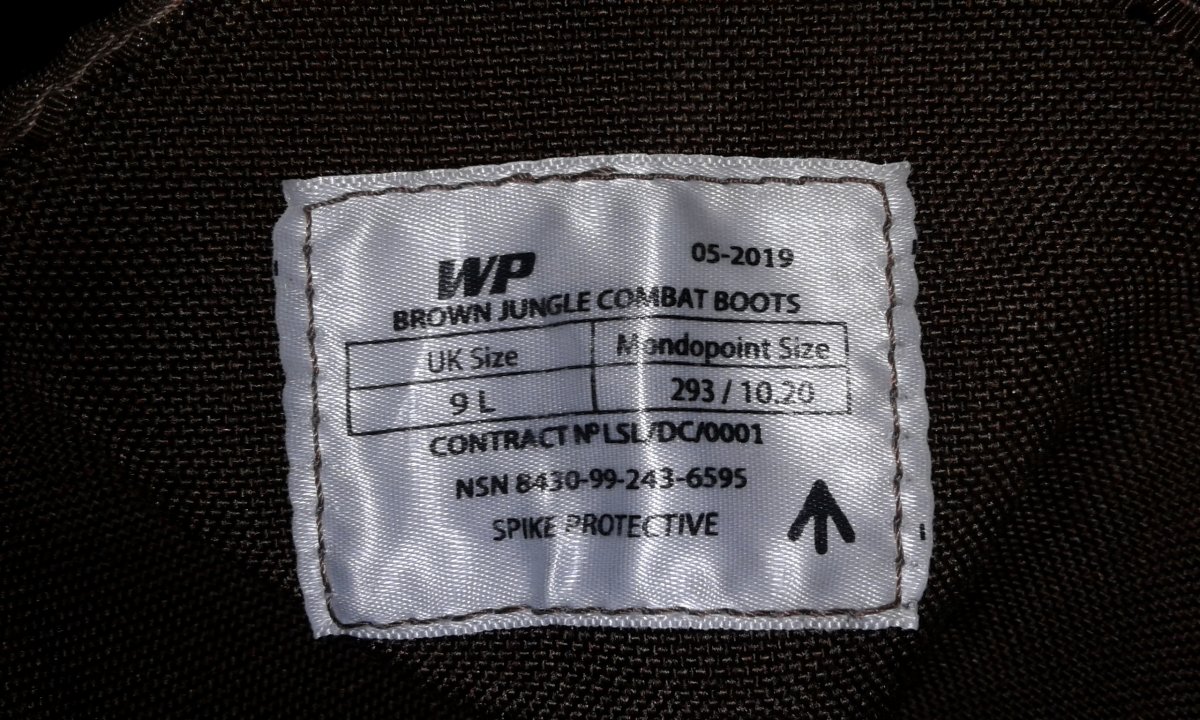 05-2019
WP
BROWN JUNGLE COMBAT BOOTS
UK Size Mondopoint Size
9 L 293 / 10.20
CONTRACT Nº LSL/DC/0001
NSN 8430-99-243-6595
SPIKE PROTECTIVE